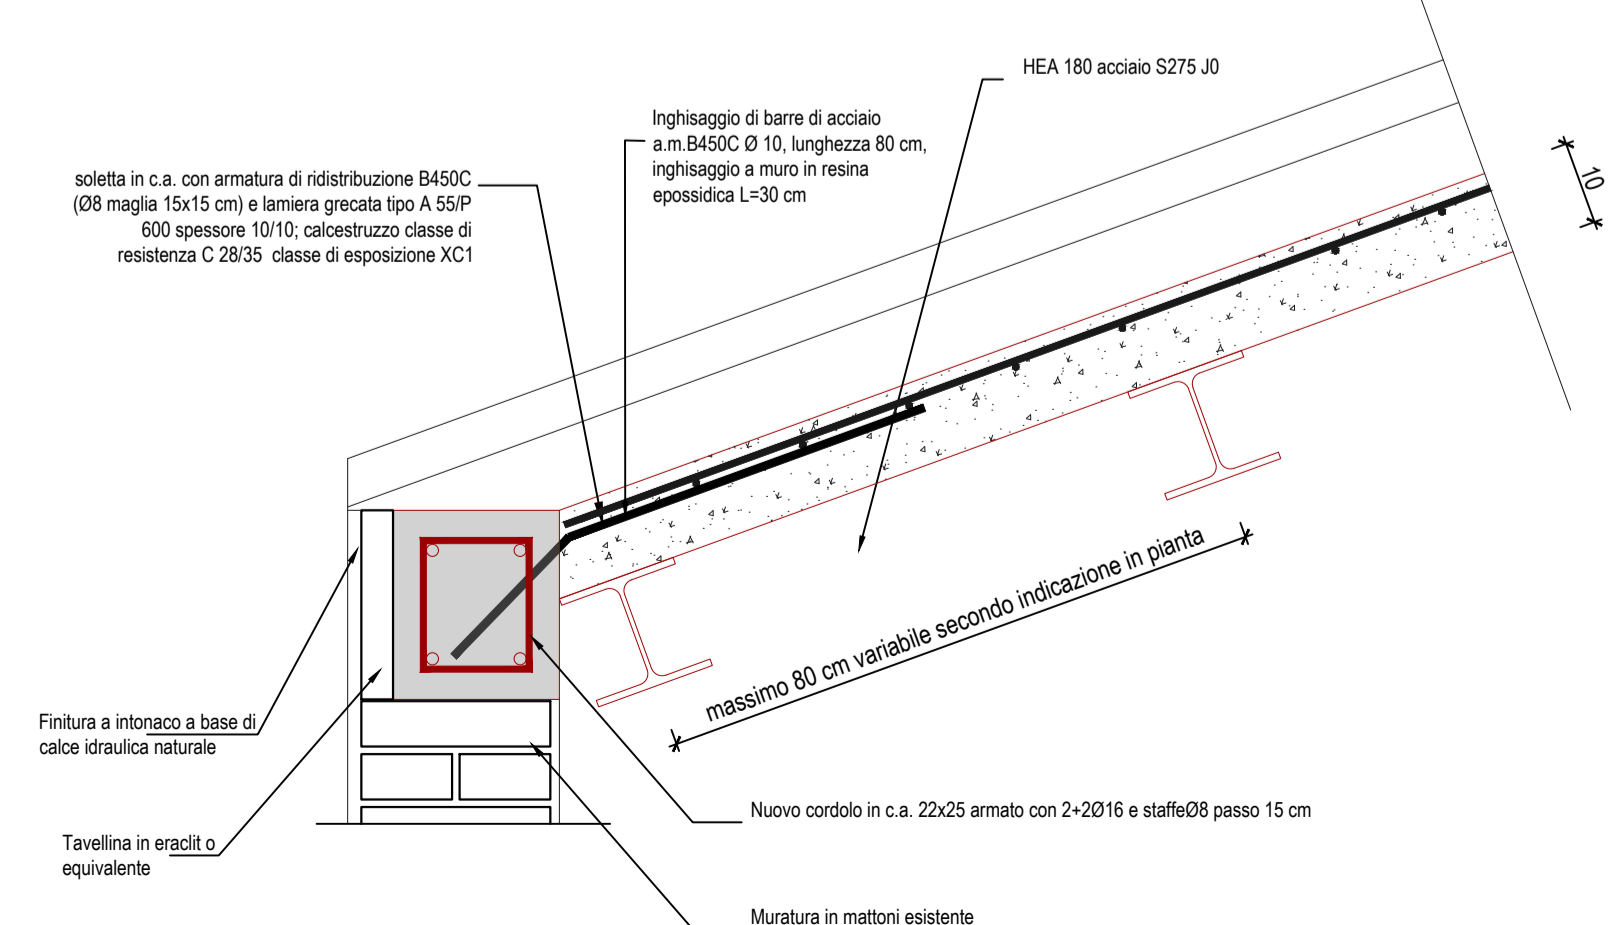 HEA 180 acciaio S275 J0
Inghisaggio di barre di acciaio
a.m.B450C Ø 10, lunghezza 80 cm,
inghisaggio a muro in resina
epossidica L=30 cm
soletta in c.a. con armatura di ridistribuzione B450C
(Ø8 maglia 15x15 cm) e lamiera grecata tipo A 55/P
600 spessore 10/10; calcestruzzo classe di
resistenza C 28/35 classe di esposizione XC1
10
massimo 80 cm variabile secondo indicazione in pianta
Finitura a intonaco a base di
calce idraulica naturale
Nuovo cordolo in c.a. 22x25 armato con 2+2Ø16 e staffeØ8 passo 15 cm
Tavellina in eraclit o
equivalente
Muratura in mattoni esistente